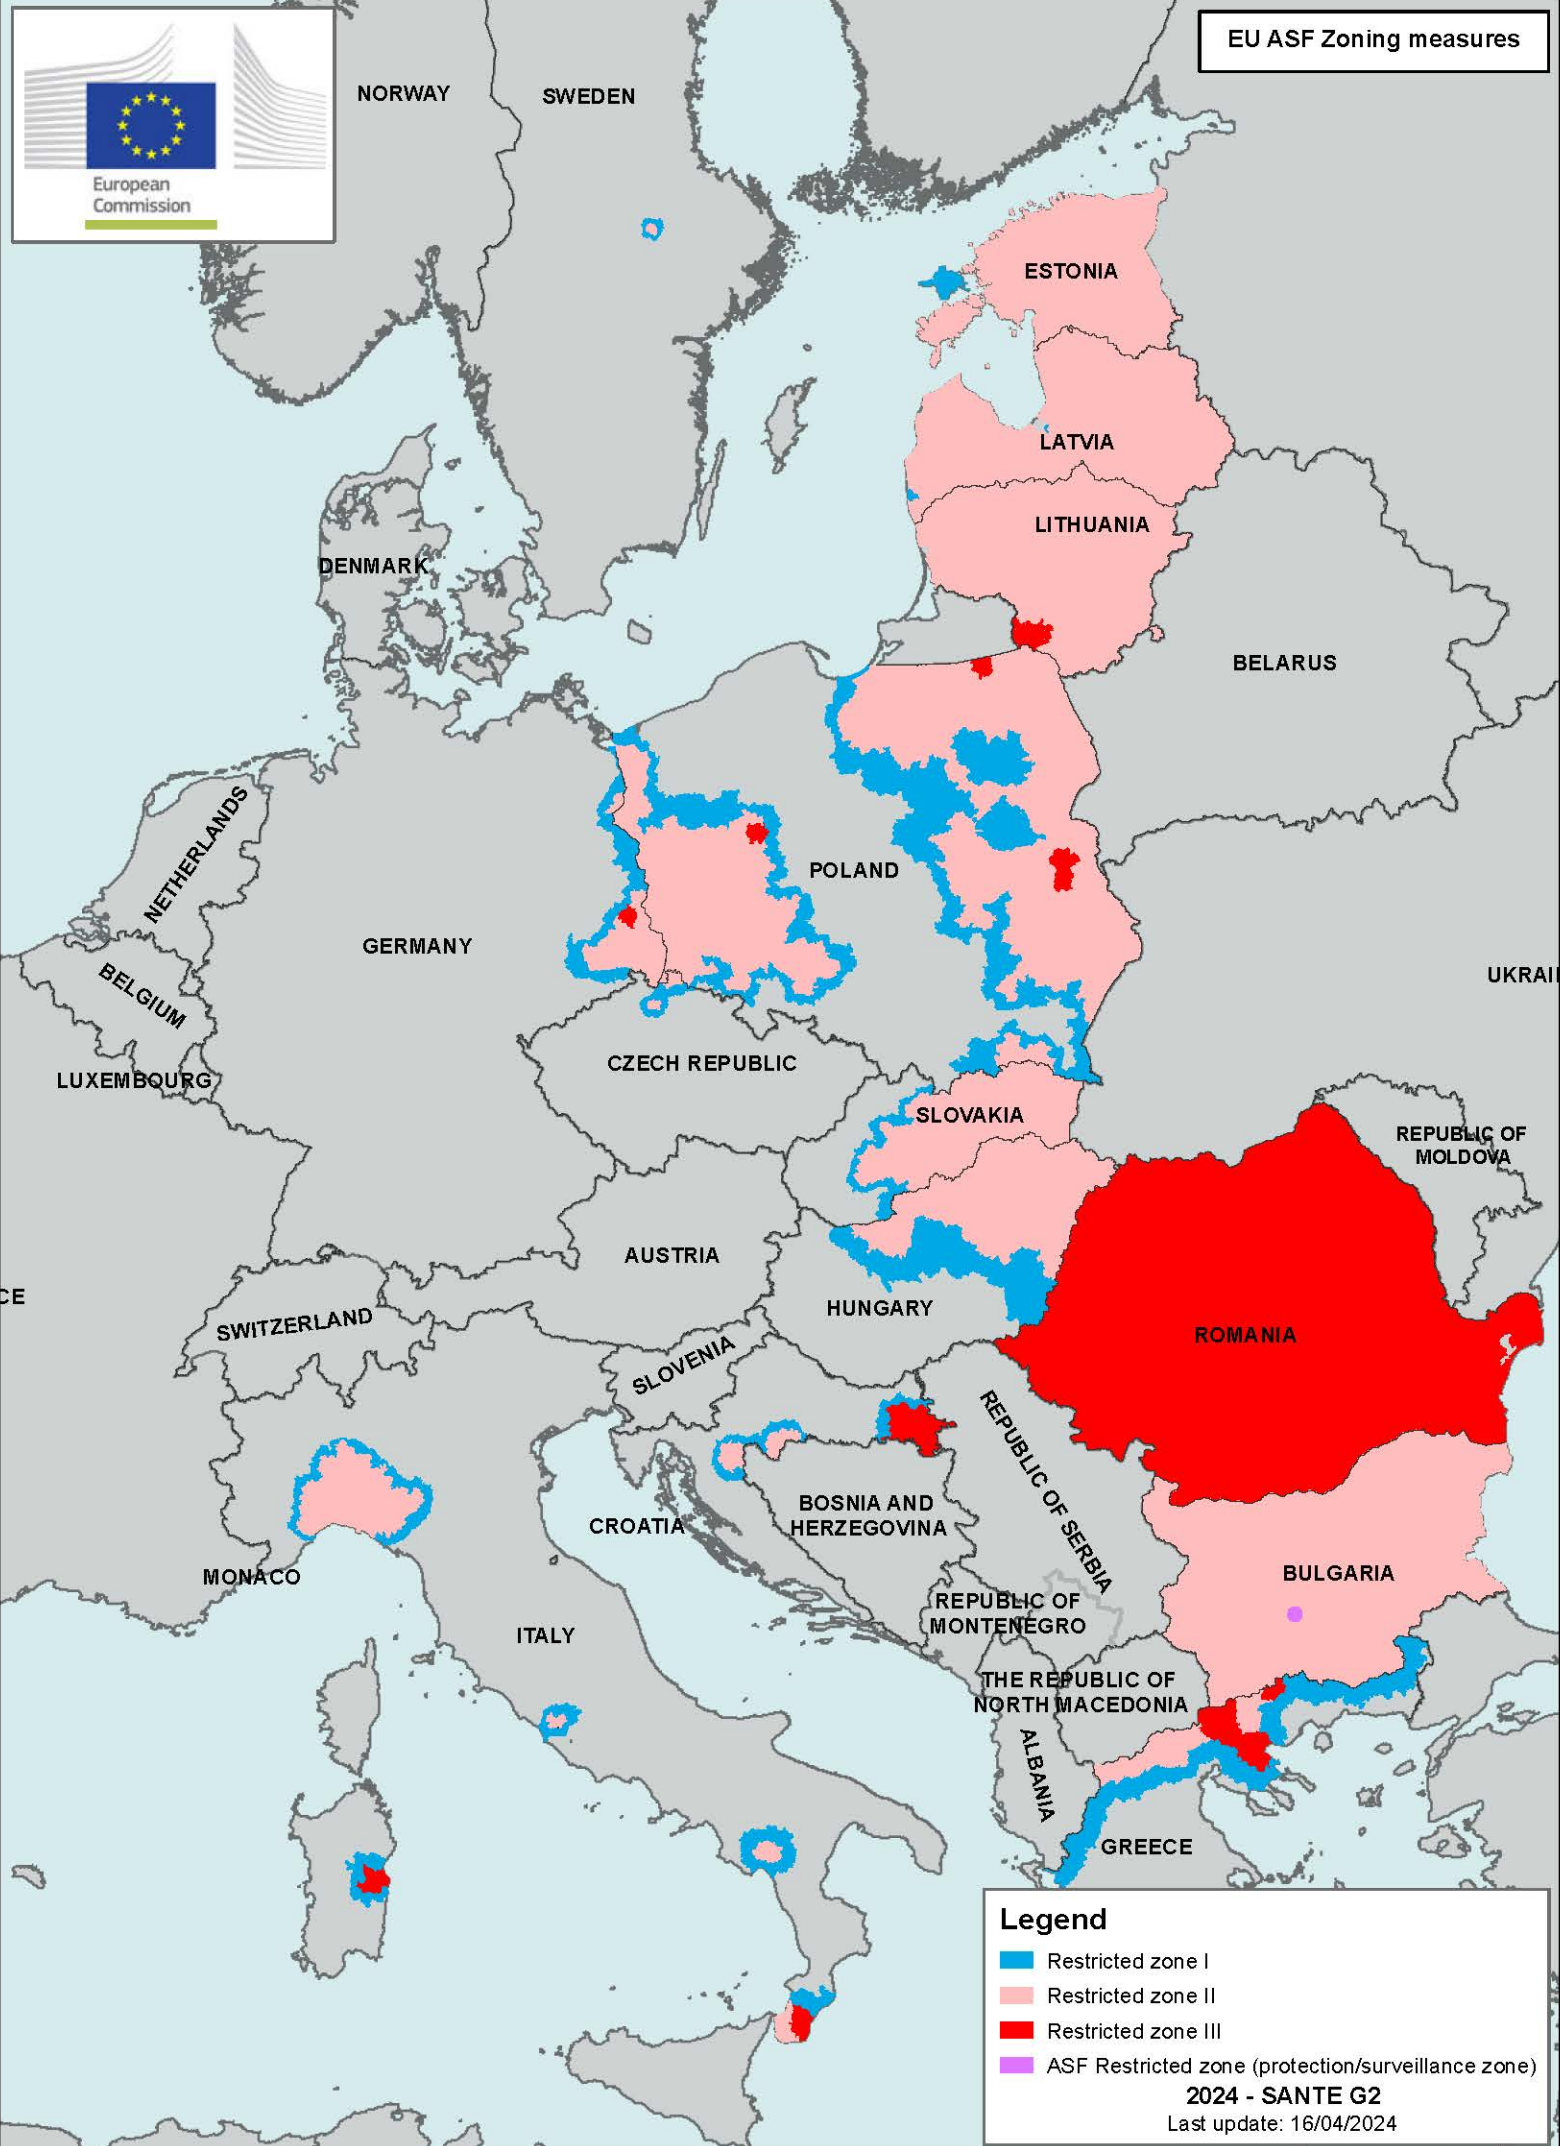 European
Commission
EU ASF Zoning measures
NORWAY
SWEDEN
ESTONIA
LATVIA
LITHUANIA
DENMARK
BELARUS
NETHERLANDS
POLAND
GERMANY
BELGIUM
UKRAI
CZECH REPUBLIC
LUXEMBOURG
SLOVAKIA
REPUBLIC OF
MOLDOVA
AUSTRIA
CE
HUNGARY
SWITZERLAND
ROMANIA
SLOVENIA
REPUBLIC OF SERBIA
BOSNIA AND
HERZEGOVINA
CROATIA
MONACO
BULGARIA
REPUBLIC OF
MONTENEGRO
ITALY
THE REPUBLIC OF
NORTH MACEDONIA
ALBANIA
GREECE
Legend
Restricted zone I
Restricted zone II
Restricted zone III
ASF Restricted zone (protection/surveillance zone)
2024 - SANTE G2
Last update: 16/04/2024